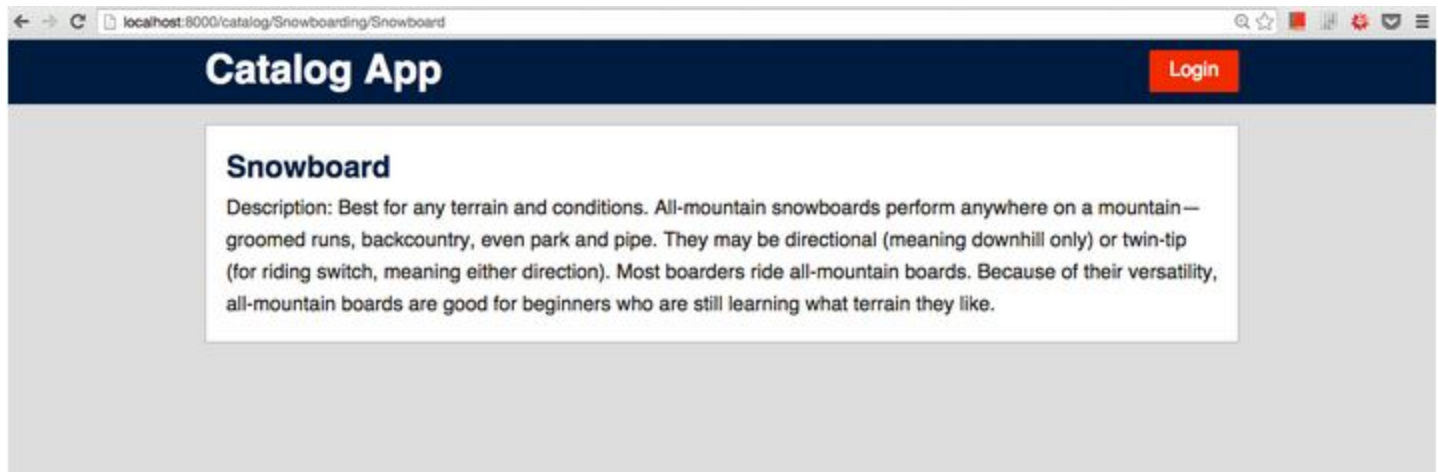 localhost:8000/catalog/Snowboarding/Snowboard
Catalog App
Login
Snowboard
Description: Best for any terrain and conditions. All-mountain snowboards perform anywhere on a mountain—
groomed runs, backcountry, even park and pipe. They may be directional (meaning downhill only) or twin-tip
(for riding switch, meaning either direction). Most boarders ride all-mountain boards. Because of their versatility,
all-mountain boards are good for beginners who are still learning what terrain they like.